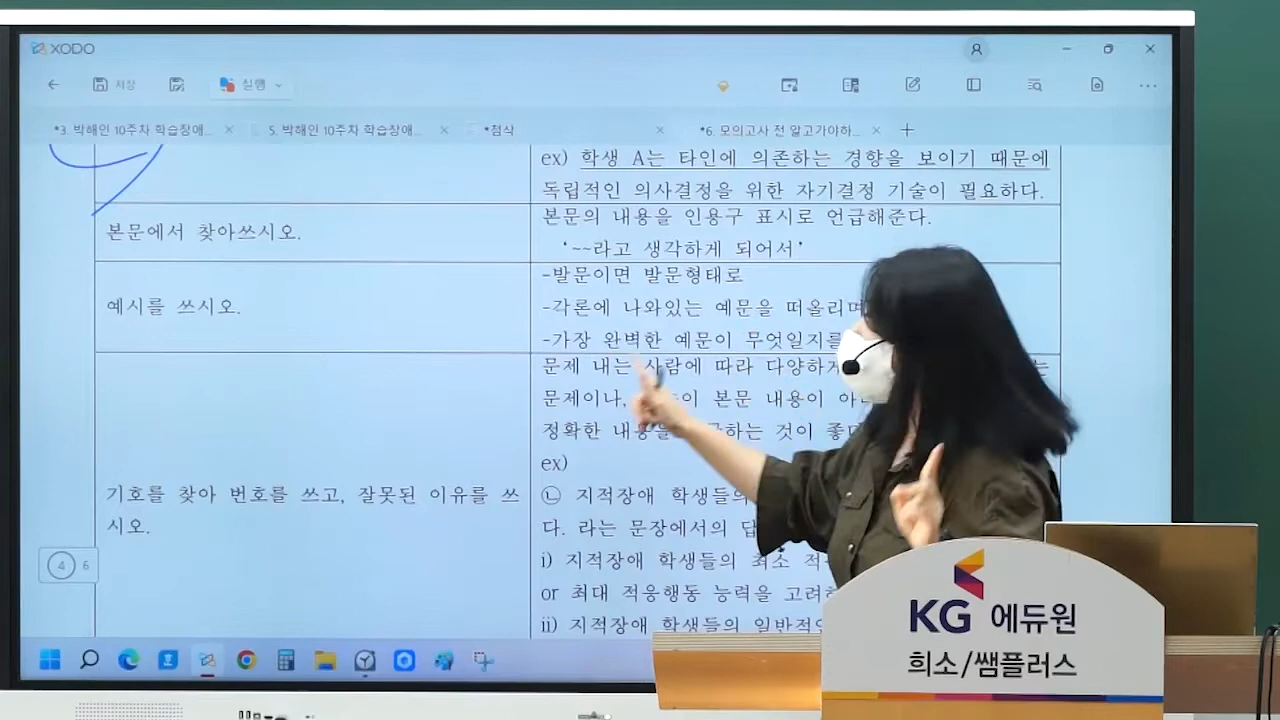 XODO
저장
실행
*3. 박해인 10주차 학습장애...
5. 박해인 10주차 학습장애...
*첨삭
*6. 모의고사 전 알고가야하...
ex) 학생 A는 타인에 의존하는 경향을 보이기 때문에
독립적인 의사결정을 위한 자기결정 기술이 필요하다.
본문에서 찾아쓰시오.
본문의 내용을 인용구 표시로 언급해준다.
'~~라고 생각하게 되어서'
예시를 쓰시오.
-발문이면 발문형태로
-각론에 나와있는 예문을 떠올리며
-가장 완벽한 예문이 무엇일지를
기호를 찾아 번호를 쓰고, 잘못된 이유를 쓰
시오.
문제 내는 사람에 따라 다양하게 는
문제이나, 본문 내용이
정확한 것이
ex)
㉡ 지적장애 학생들의
다. 라는 문장에서의 답
i) 지적장애 학생들의 최소
or 최대 적응행동 능력을
ii) 지적장애 학생들의 일반적인
4 6
KG 에듀원
희소/쌤플러스